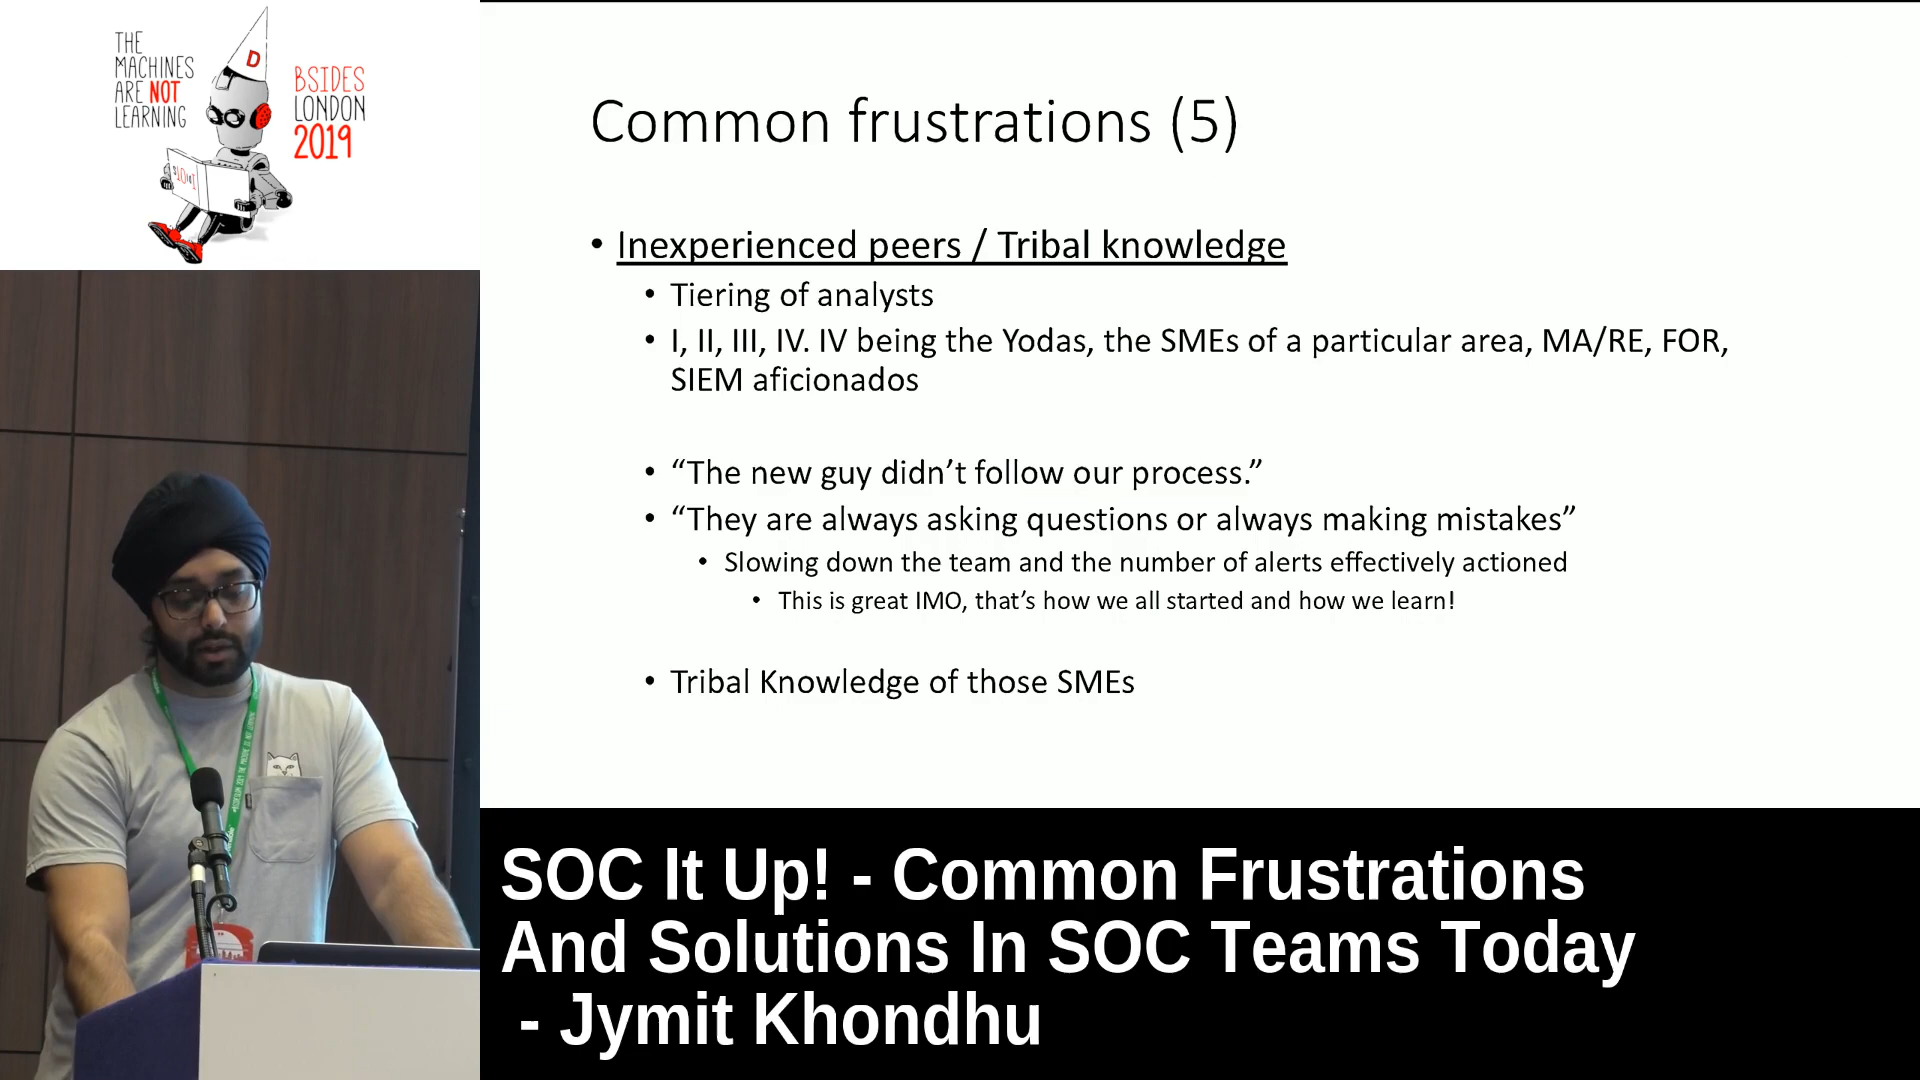 THE
MACHINES
ARE NOT
LEARNING
D
BSIDES
LONDON
2019
Common frustrations (5)
• Inexperienced peers / Tribal knowledge
• Tiering of analysts
• I, II, III, IV. IV being the Yodas, the SMEs of a particular area, MA/RE, FOR,
SIEM aficionados
• “The new guy didn’t follow our process.”
• “They are always asking questions or always making mistakes”
• Slowing down the team and the number of alerts effectively actioned
• This is great IMO, that’s how we all started and how we learn!
• Tribal Knowledge of those SMEs
SOC It Up! - Common Frustrations
And Solutions In SOC Teams Today
- Jymit Khondhu